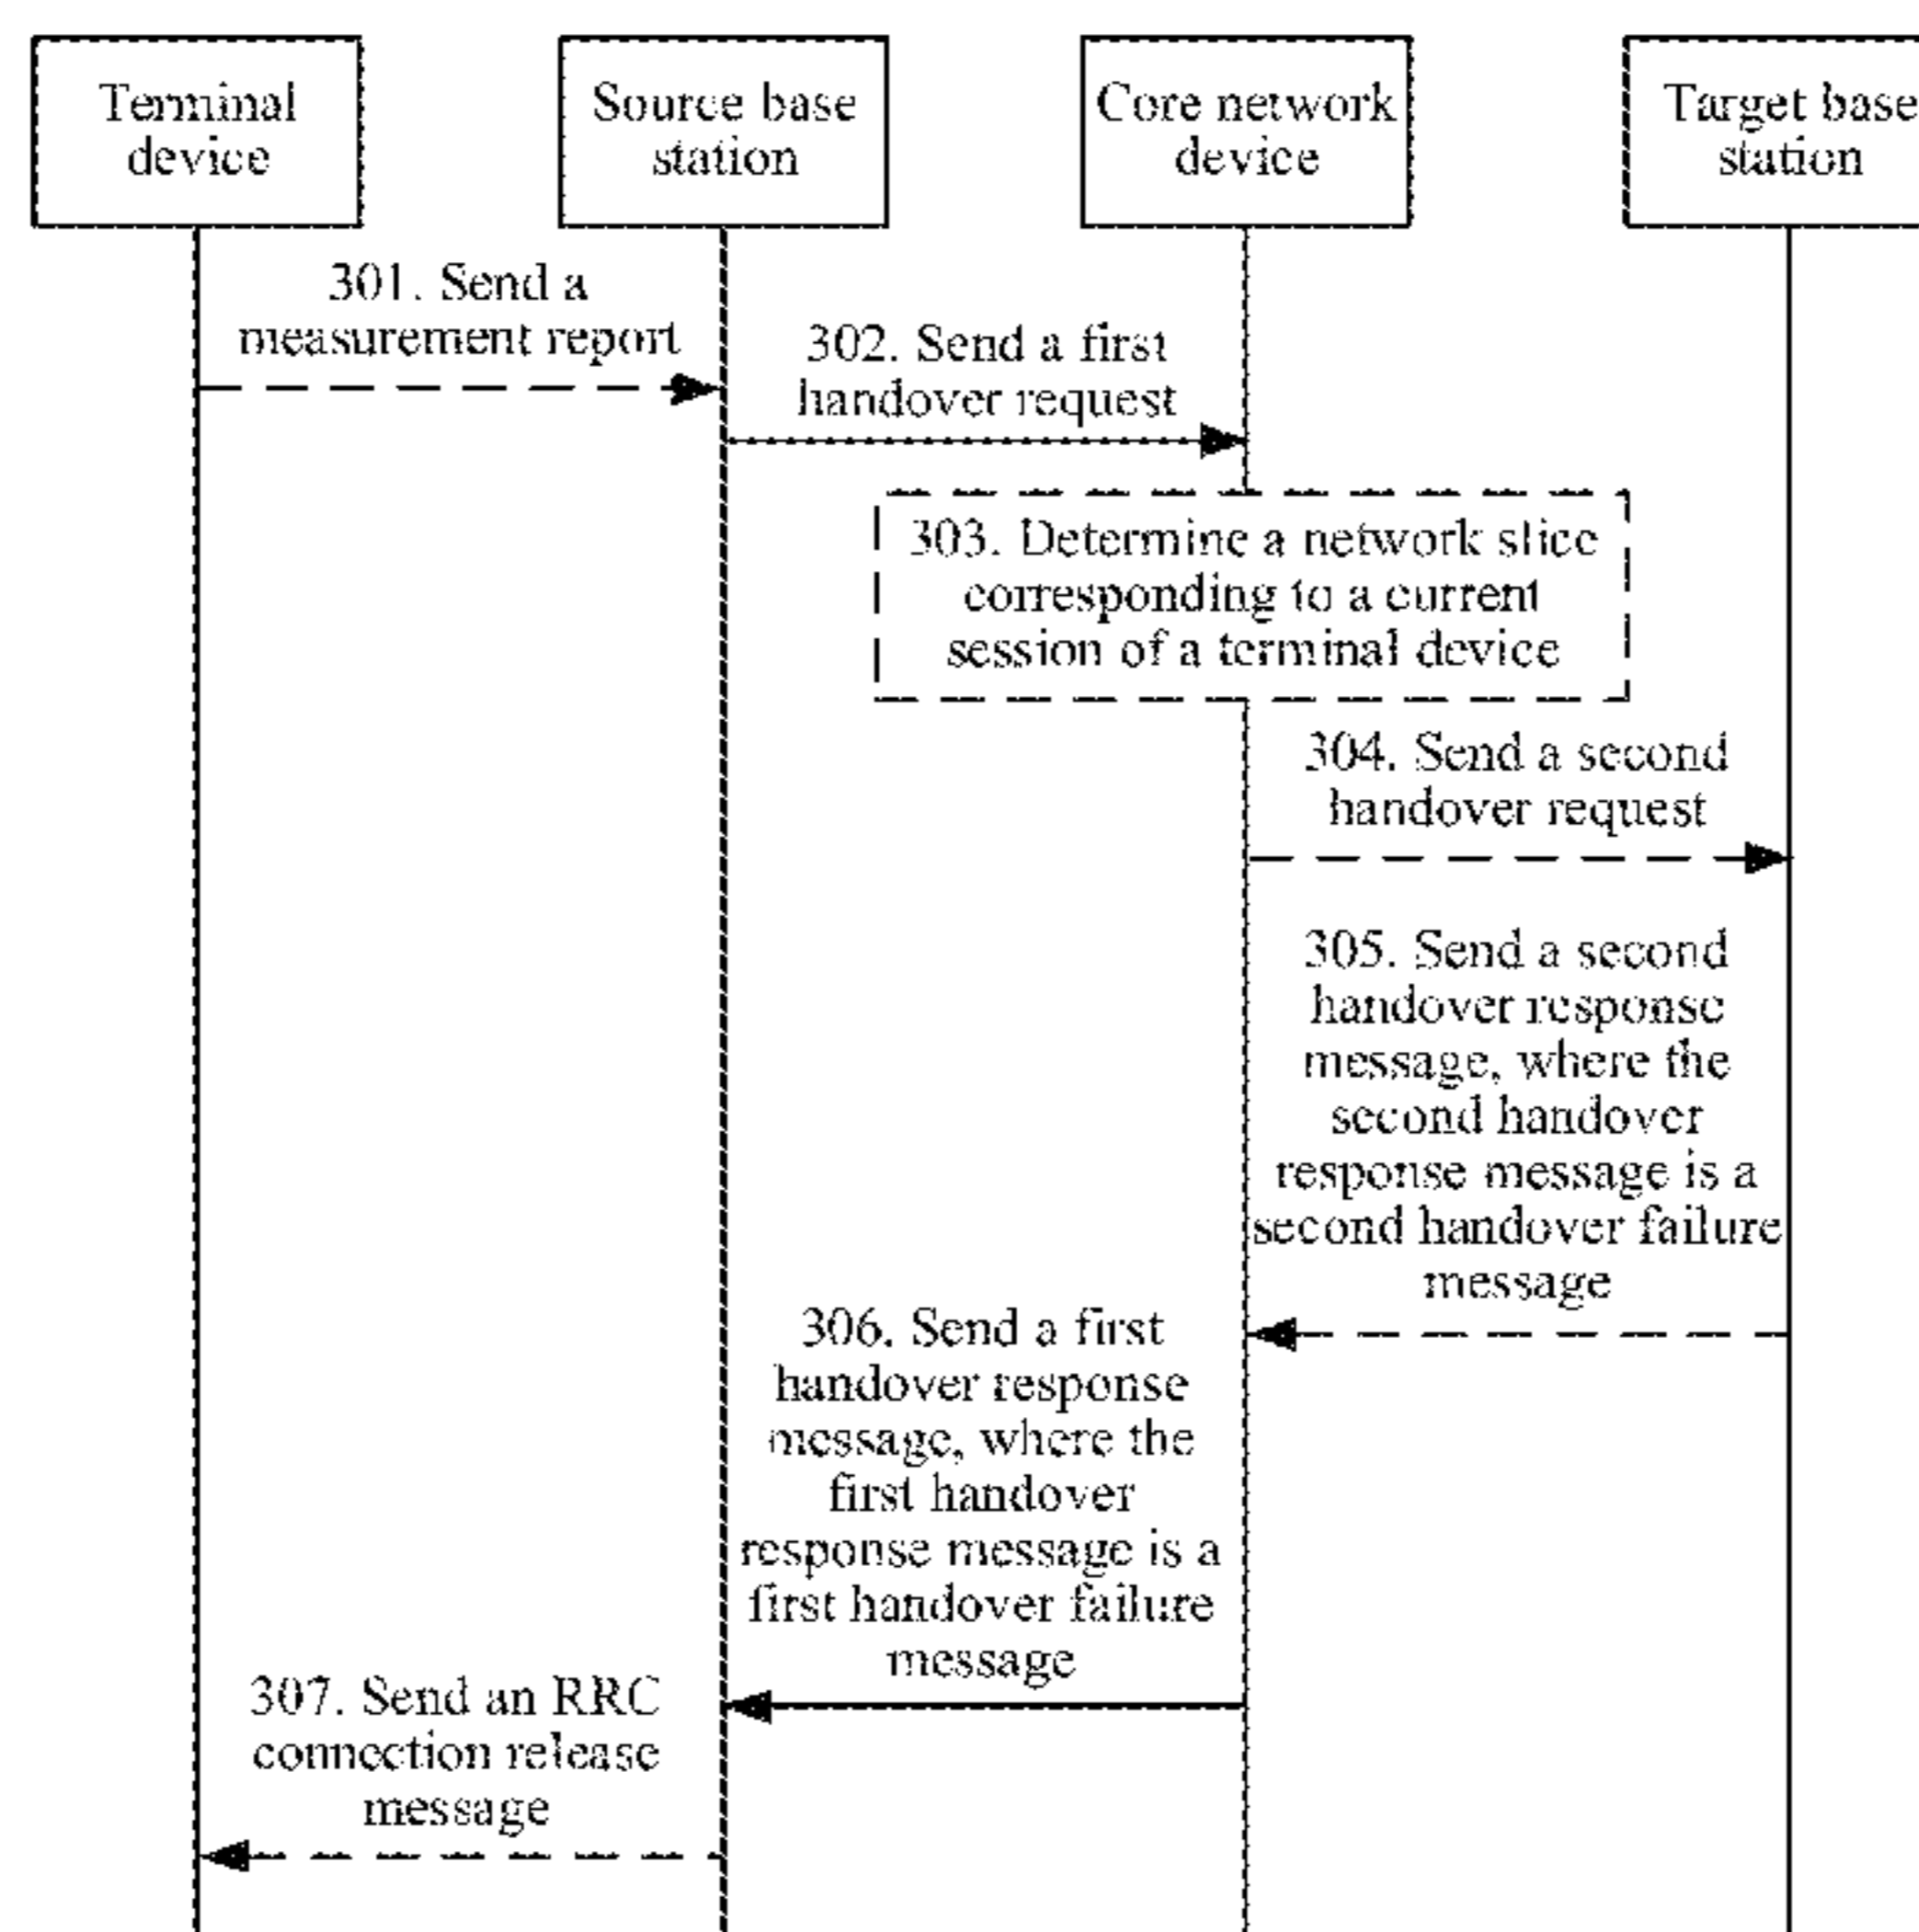 Terminal
device
Source base
station
Core network
device
Target base
station
301. Send a
measurement report
302. Send a first
handover request
303. Determine a network slice
corresponding to a current
session of a terminal device
304. Send a second
handover request
305. Send a second
handover response
message, where the
second handover
response message is a
second handover failure
message
306. Send a first
handover response
message, where the
first handover
response message is a
first handover failure
message
307. Send an RRC
connection release
message